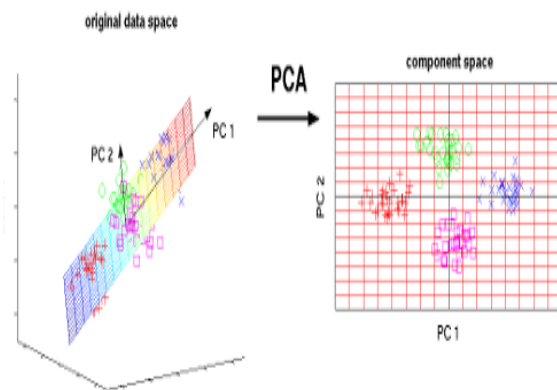 original data space
PCA
component space
PC 1
PC 2
PC 2
PC 1